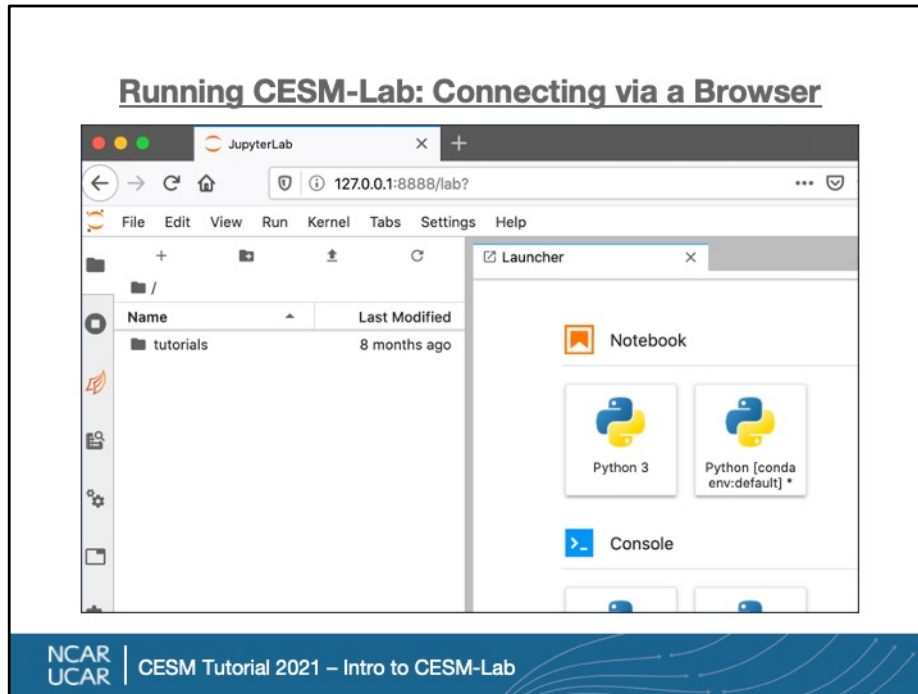 Running CESM-Lab: Connecting via a Browser
JupyterLab
127.0.0.1:8888/lab?
File Edit View Run Kernel Tabs Settings Help
Launcher
/
Name Last Modified
tutorials 8 months ago
Notebook
Python 3
Python [conda
env:default] *
Console
NCAR
UCAR
CESM Tutorial 2021 – Intro to CESM-Lab